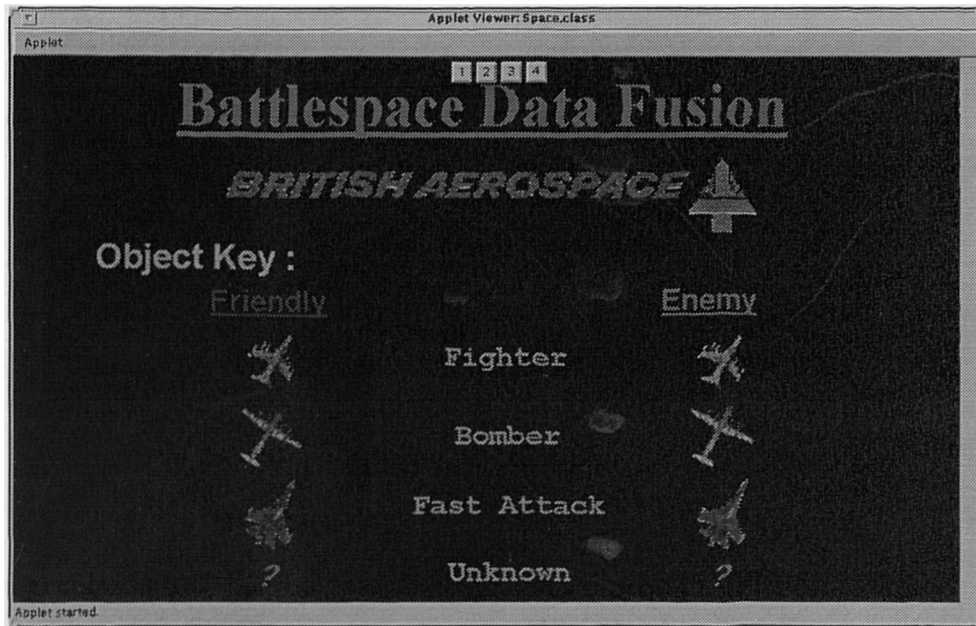 Applet Viewer: Space.class
Applet
1 2 3 4
Battlespace Data Fusion
BRITISH AEROSPACE
Object Key :
Friendly Enemy
Fighter
Bomber
Fast Attack
? Unknown ?
Applet started.